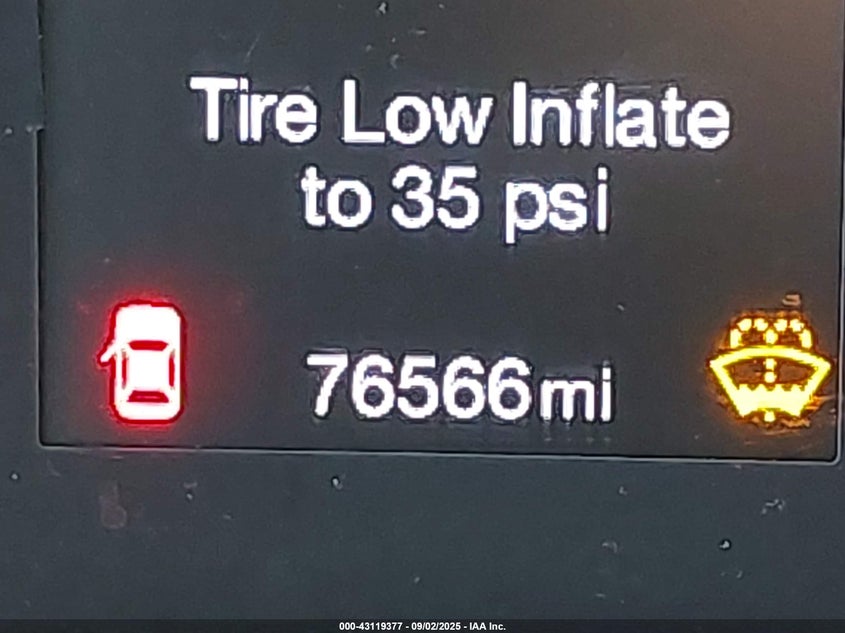 Tire Low Inflate
to 35 psi
76566mi
000-43119377 - 09/02/2025 - IAA Inc.